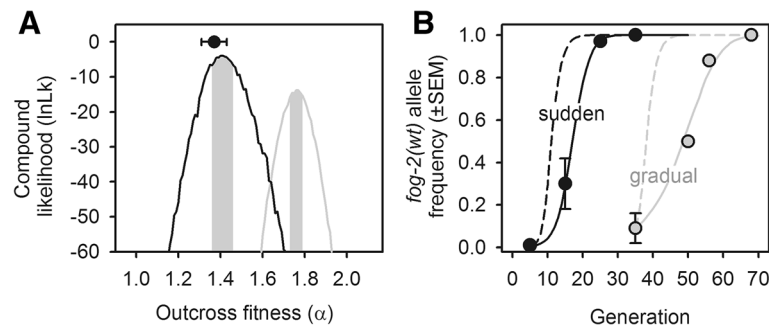 A
Compound
likelihood (lnLk)
0
-10
-20
-30
-40
-50
-60
1.0 1.2 1.4 1.6 1.8 2.0
Outcross fitness (α)
B
fog-2(wt) allele
frequency (±SEM)
1.0
0.8
0.6
0.4
0.2
0.0
sudden
gradual
0 10 20 30 40 50 60 70
Generation